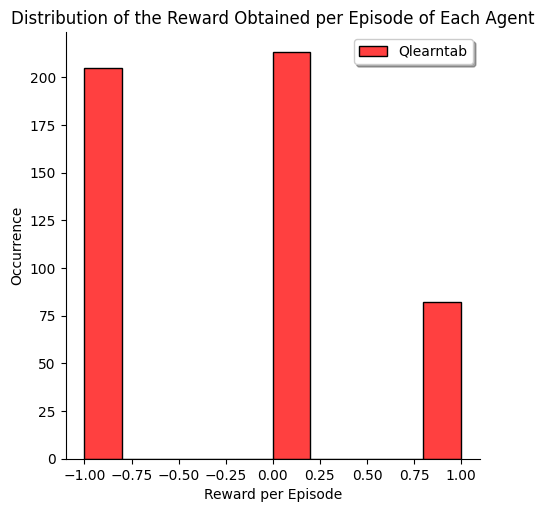 Distribution of the Reward Obtained per Episode of Each Agent
Qlearntab
Occurrence
200
175
150
125
100
75
50
25
0
−1.00 −0.75 −0.50 −0.25 0.00 0.25 0.50 0.75 1.00
Reward per Episode